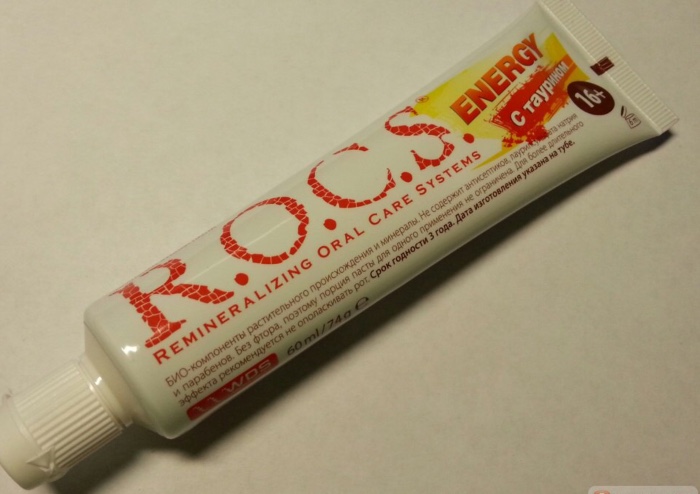 R.O.C.S.®
ENERGY
с таурином
16+
REMINERALIZING ORAL CARE SYSTEMS
БИО-компоненты растительного происхождения и минералы. Не содержит антисептиков, натрия
и парабенов. Без фтора, поэтому порция пасты для одного применения не ограничена. Для более длительного
эффекта рекомендуется не ополаскивать рот. Срок годности 3 года. Дата изготовления указана на тубе.
WDS 60 ml/74 g ℮